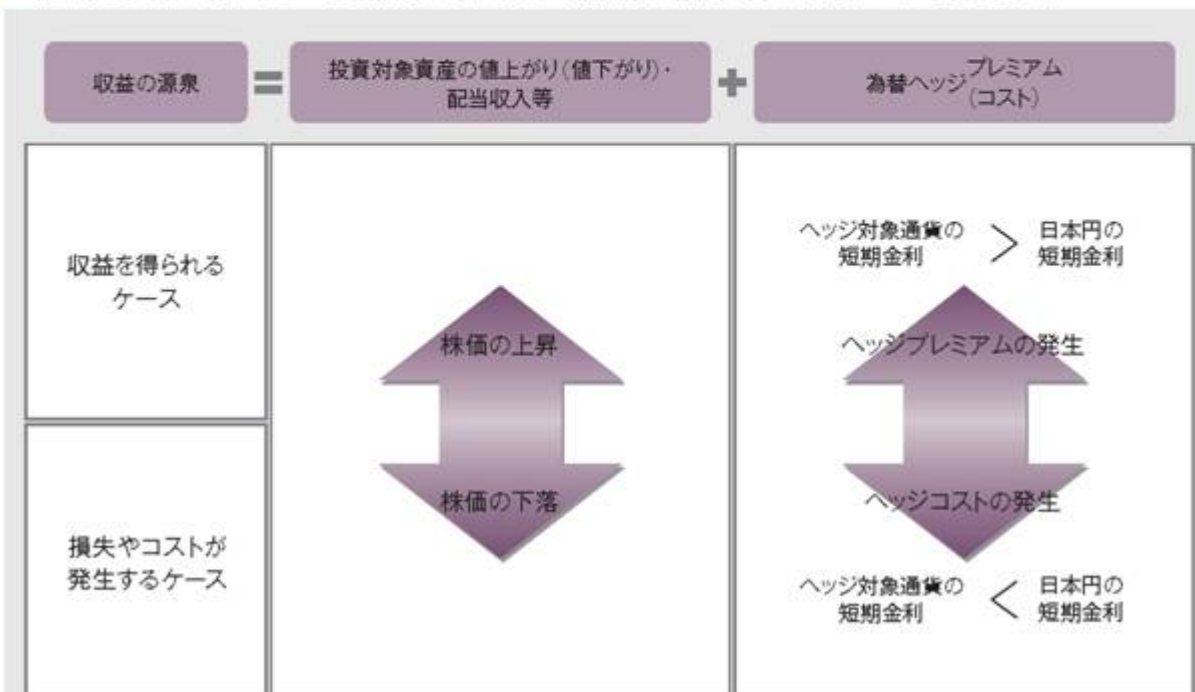 収益の源泉
=
投資対象資産の値上がり(値下がり)・
配当収入等
+
為替ヘッジプレミアム
(コスト)
収益を得られる
ケース
株価の上昇
株価の下落
ヘッジ対象通貨の
短期金利
>
日本円の
短期金利
ヘッジプレミアムの発生
ヘッジコストの発生
ヘッジ対象通貨の
短期金利
<
日本円の
短期金利
損失やコストが
発生するケース